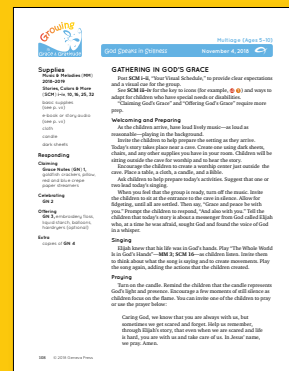 Growing
Grace & Gratitude
Multiage (Ages 5–10)
God Speaks in Stillness
November 4, 2018
Supplies
Music & Melodies (MM)
2018–2019
Stories, Colors & More
(SCM) i–iv, 10, 16, 25, 32
basic supplies
(see p. vi)
e-books or story audio
(see p. vi)
cloth
candle
dark sheets
Responding
Claiming
Grace Notes (GN) 1,
goldfish crackers, yellow,
red and blue crepe
paper streamers
Celebrating
GN 2
Offering
GN 3, embroidery floss,
liquid starch, balloons,
hairdryers (optional)
Extra
copies of GN 4
GATHERING IN GOD'S GRACE
Post SCM i–ii, "Your Visual Schedule," to provide clear expectations
and a visual cue for the group.
See SCM iii–iv for the key to icons (for example, ) and ways to
adapt for children who have special needs or disabilities.
"Claiming God's Grace" and "Offering God's Grace" require more
prep.
Welcoming and Preparing
As the children arrive, have loud lively music—as loud as
reasonable—playing in the background.
Invite the children to help prepare the setting as they arrive.
Today's story takes place near a cave. Create one using dark sheets,
chairs, and any other supplies you have in your room. Children will be
sitting outside the cave for worship and to hear the story.
Encourage the children to create a worship center just outside the
cave. Place a table, a cloth, a candle, and a Bible.
Ask children to help prepare today's activities. Suggest that one or
two lead today's singing.
When you feel that the group is ready, turn off the music. Invite
the children to sit at the entrance to the cave in silence. Allow for
fidgeting, until all are settled. Then say, "Grace and peace be with
you." Prompt the children to respond, "And also with you." Tell the
children that today's story is about a messenger from God called Elijah
who, at a time he was afraid, sought God and found the voice of God
in a whisper.
Singing
Elijah knew that his life was in God's hands. Play "The Whole World
Is in God's Hands"—MM 2; SCM 16—as children listen. Invite them
to think about what the song is saying and to create movements. Play
the song again, adding the actions that the children created.
Praying
Turn on the candle. Remind the children that the candle represents
God's light and presence. Encourage a few moments of still silence as
children focus on the flame. You can invite one of the children to pray
or use the prayer below:
Caring God, we know that you are always with us, but
sometimes we get scared and forget. Help us remember,
through Elijah's story, that even when we are scared and life
is hard, you are with us and take care of us. In Jesus' name,
we pray. Amen.
© 2018 Geneva Press